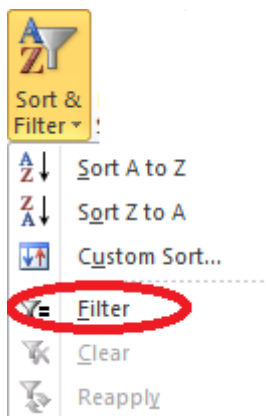 A
Z
Sort &
Filter
A
Z
Sort A to Z
Z
A
Sort Z to A
Custom Sort...
Filter
Clear
Reapply